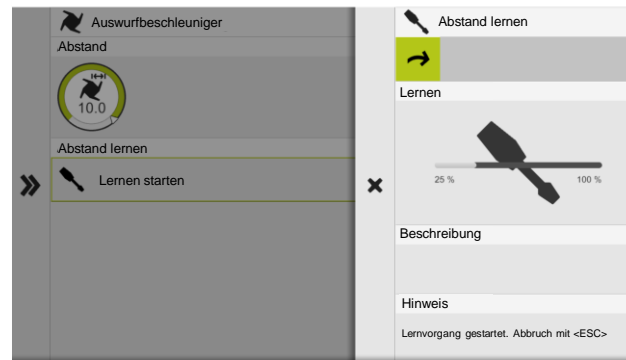 Auswurfbeschleuniger
Abstand
10.0
Abstand lernen
Lernen starten
Abstand lernen
Lernen
25 %
100 %
Beschreibung
Hinweis
Lernvorgang gestartet. Abbruch mit <ESC>